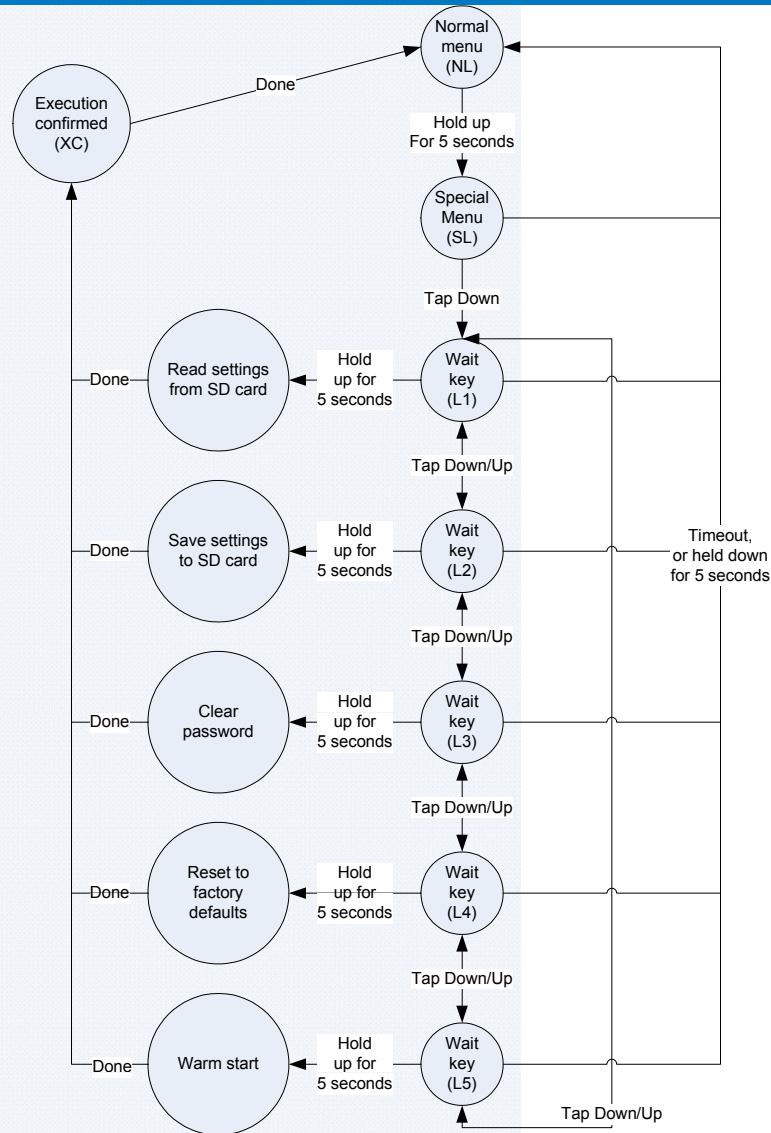 Normal
menu
(NL)
Done
Execution
confirmed
(XC)
Hold up
For 5 seconds
Special
Menu
(SL)
Tap Down
Done
Read settings
from SD card
Hold
up for
5 seconds
Wait
key
(L1)
Tap Down/Up
Done
Save settings
to SD card
Hold
up for
5 seconds
Wait
key
(L2)
Timeout,
or held down
for 5 seconds
Tap Down/Up
Done
Clear
password
Hold
up for
5 seconds
Wait
key
(L3)
Tap Down/Up
Done
Reset to
factory
defaults
Hold
up for
5 seconds
Wait
key
(L4)
Tap Down/Up
Done
Warm start
Hold
up for
5 seconds
Wait
key
(L5)
Tap Down/Up